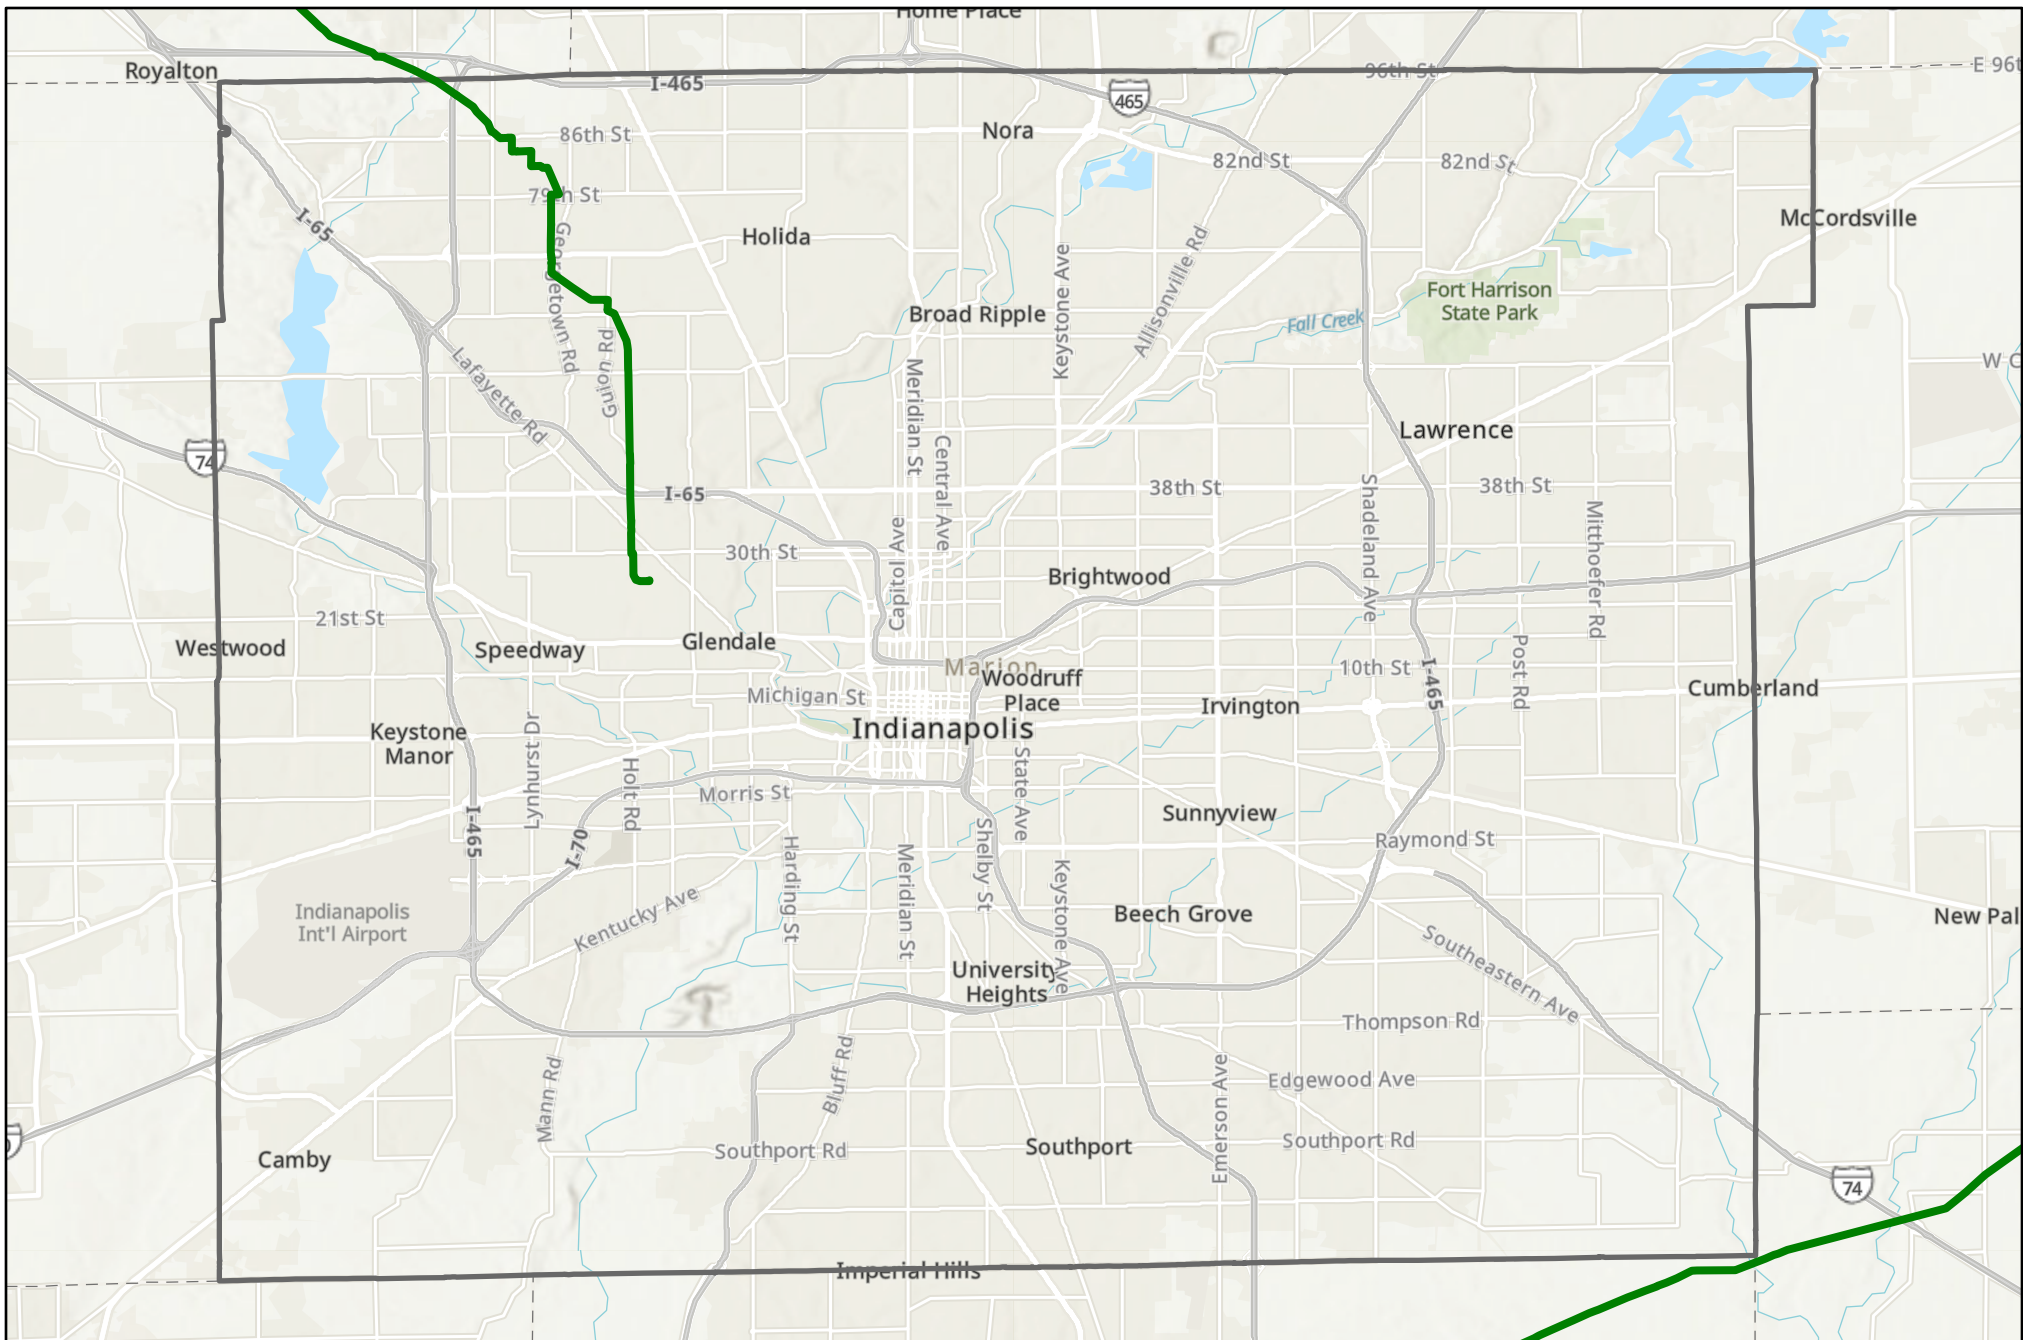 Home Place
Royalton
I-465
96th St
E 96t
465
86th St
Nora
82nd St
82nd St
79th St
I-65
McCordsville
Holida
Georgetown Rd
Keystone Ave
Allisonville Rd
Fort Harrison
State Park
Broad Ripple
Fall Creek
Lafayette Rd
Guion Rd
Meridian St
W C
Lawrence
Central Ave
74
I-65
38th St
38th St
Shadeland Ave
Mitthoefer Rd
Capitol Ave
30th St
Brightwood
21st St
Westwood
Speedway
Glendale
Marion
Woodruff
Place
10th St
I-465
Post Rd
Cumberland
Michigan St
Irvington
Indianapolis
Keystone
Manor
Lynhurst Dr
Holt Rd
State Ave
Morris St
Sunnyview
I-465
I-70
Shelby St
Raymond St
Harding St
Meridian St
Keystone Ave
Indianapolis
Int'l Airport
Kentucky Ave
Beech Grove
New Pal
Southeastern Ave
University
Heights
Thompson Rd
Bluff Rd
Mann Rd
Emerson Ave
Edgewood Ave
Southport Rd
Southport
Southport Rd
Camby
74
Imperial Hills